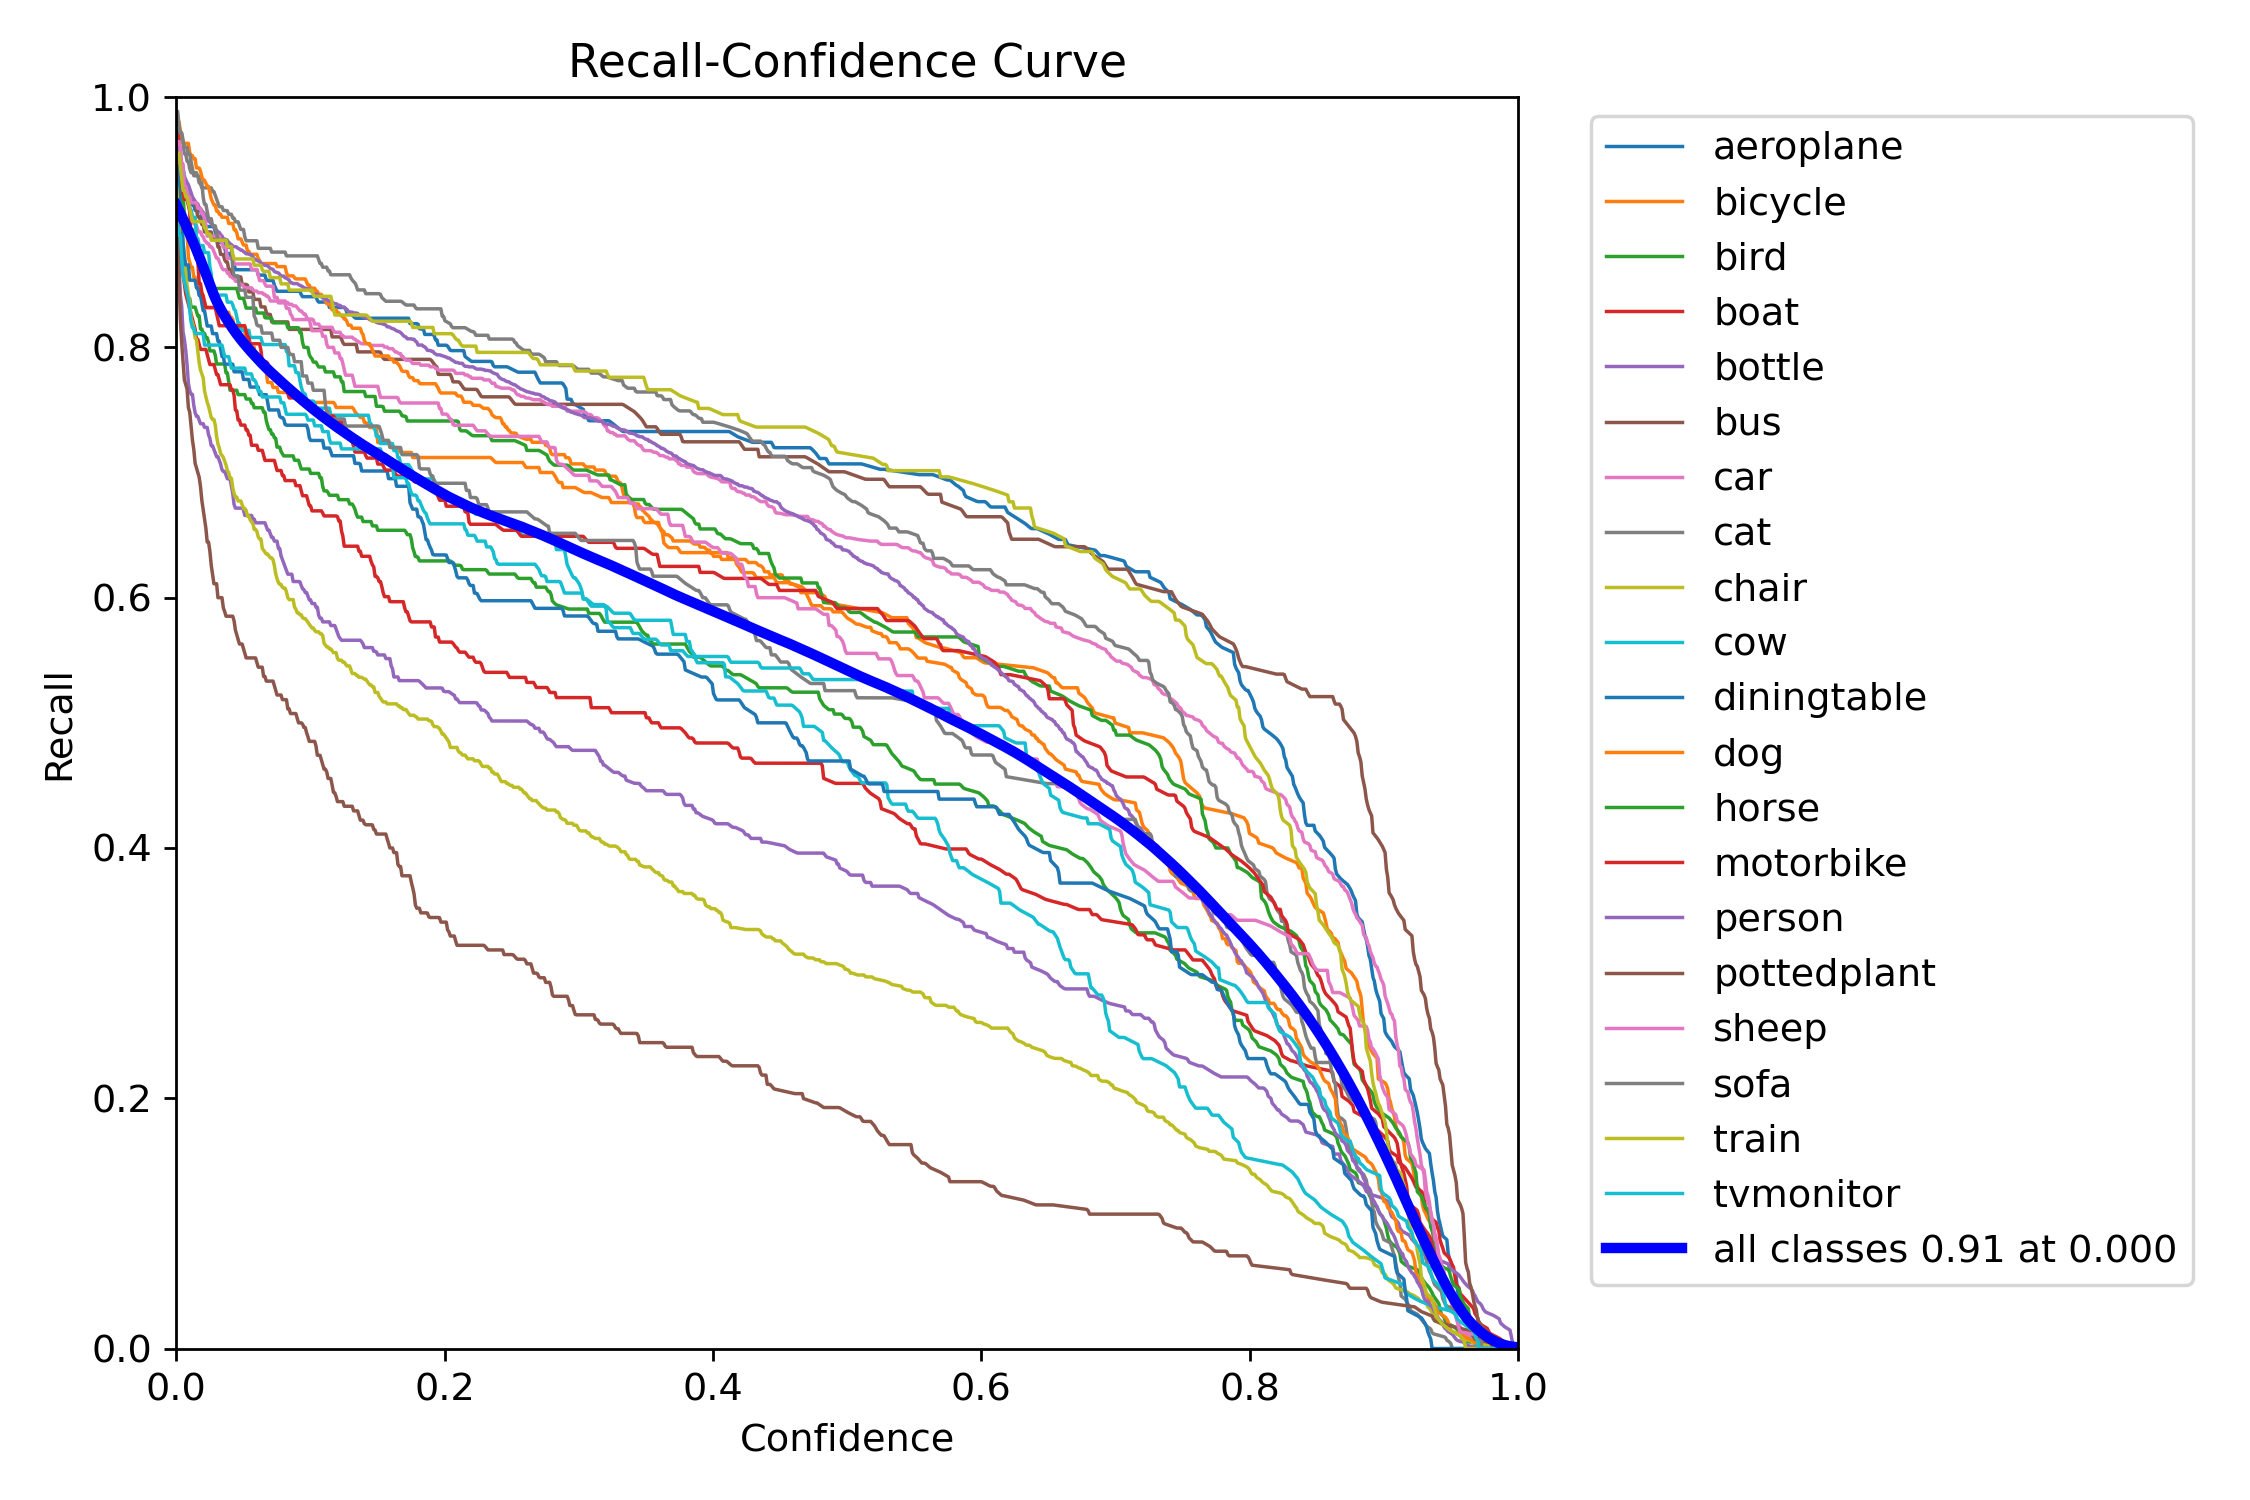 Recall-Confidence Curve
1.0
0.8
0.6
0.4
0.2
0.0
Recall
0.0 0.2 0.4 0.6 0.8 1.0
Confidence
aeroplane
bicycle
bird
boat
bottle
bus
car
cat
chair
cow
diningtable
dog
horse
motorbike
person
pottedplant
sheep
sofa
train
tvmonitor
all classes 0.91 at 0.000